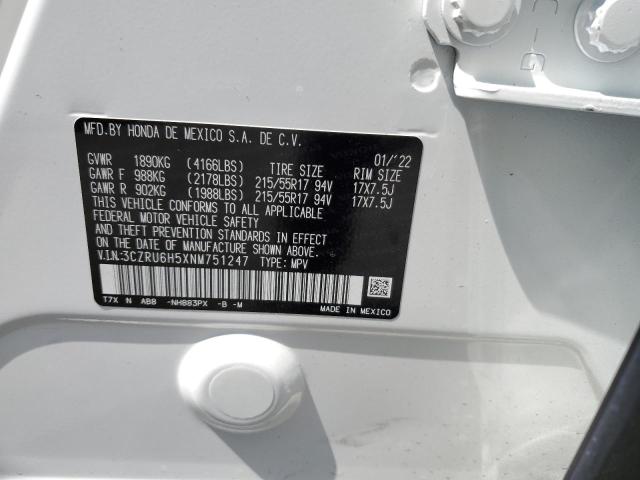 MFD.BY HONDA DE MEXICO S.A. DE C.V.
01/'22
GVWR 1890KG (4166LBS) TIRE SIZE RIM SIZE
GAWR F 988KG (2178LBS) 215/55R17 94V 17X7.5J
GAWR R 902KG (1988LBS) 215/55R17 94V 17X7.5J
THIS VEHICLE CONFORMS TO ALL APPLICABLE
FEDERAL MOTOR VEHICLE SAFETY
AND THEFT PREVENTION STANDARDS IN EFFECT
ON THE DATE OF MANUFACTURE SHOWN ABOVE.
V.I.N:3CZRU6H5XNM751247 TYPE: MPV
T7X N ABB -NH883PX -B -M
MADE IN MEXICO